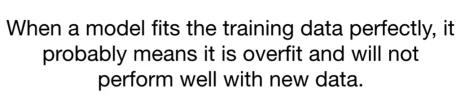 When a model fits the training data perfectly, it
probably means it is overfit and will not
perform well with new data.